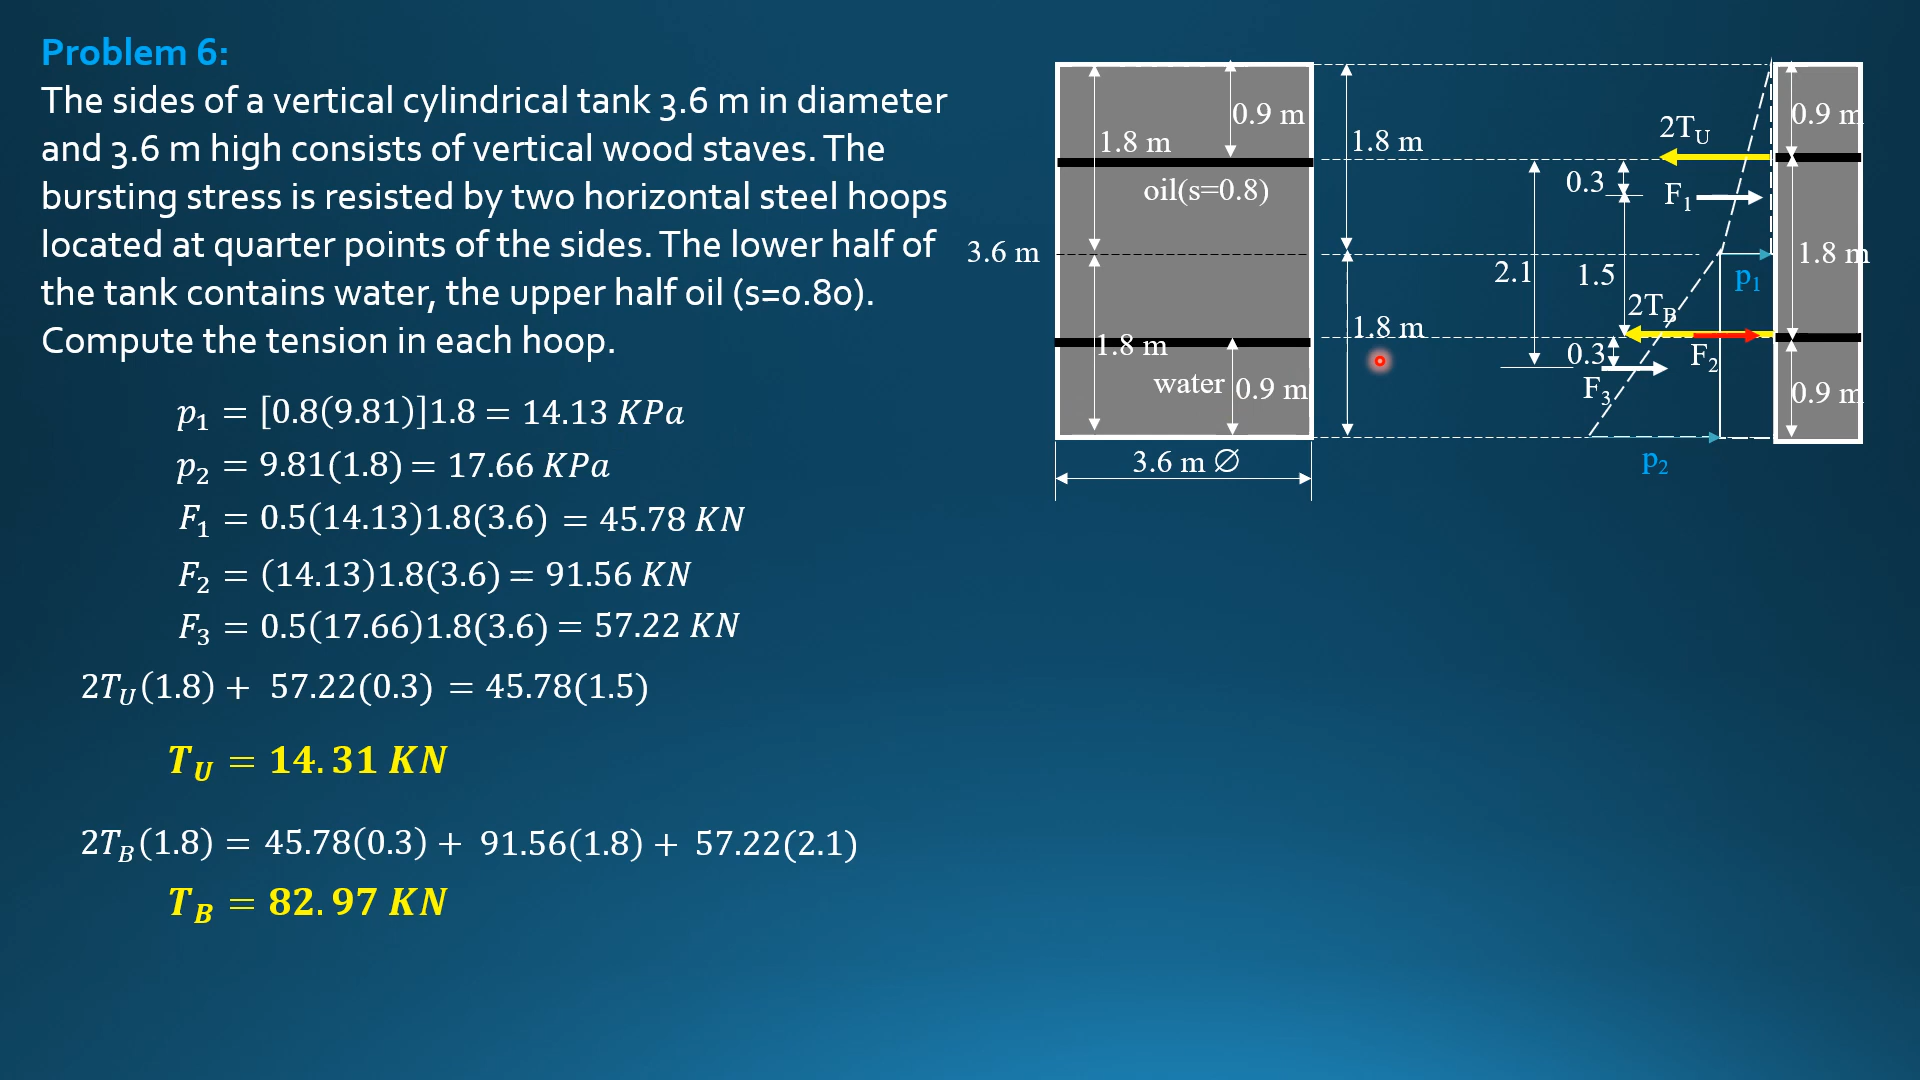 Problem 6:
The sides of a vertical cylindrical tank 3.6 m in diameter
and 3.6 m high consists of vertical wood staves. The
bursting stress is resisted by two horizontal steel hoops
located at quarter points of the sides. The lower half of
the tank contains water, the upper half oil (s=0.80).
Compute the tension in each hoop.
p₁ = [0.8(9.81)]1.8 = 14.13 KPa
p₂ = 9.81(1.8) = 17.66 KPa
F₁ = 0.5(14.13)1.8(3.6) = 45.78 KN
F₂ = (14.13)1.8(3.6) = 91.56 KN
F₃ = 0.5(17.66)1.8(3.6) = 57.22 KN
2T_U(1.8) + 57.22(0.3) = 45.78(1.5)
T_U = 14.31 KN
2T_B(1.8) = 45.78(0.3) + 91.56(1.8) + 57.22(2.1)
T_B = 82.97 KN
0.9 m
1.8 m
oil(s=0.8)
3.6 m
1.8 m
water
0.9 m
3.6 m ∅
1.8 m
1.8 m
2T_U
0.3
F₁
2.1
1.5
p₁
2T_B
0.3
F₂
F₃
p₂
0.9 m
1.8 m
0.9 m